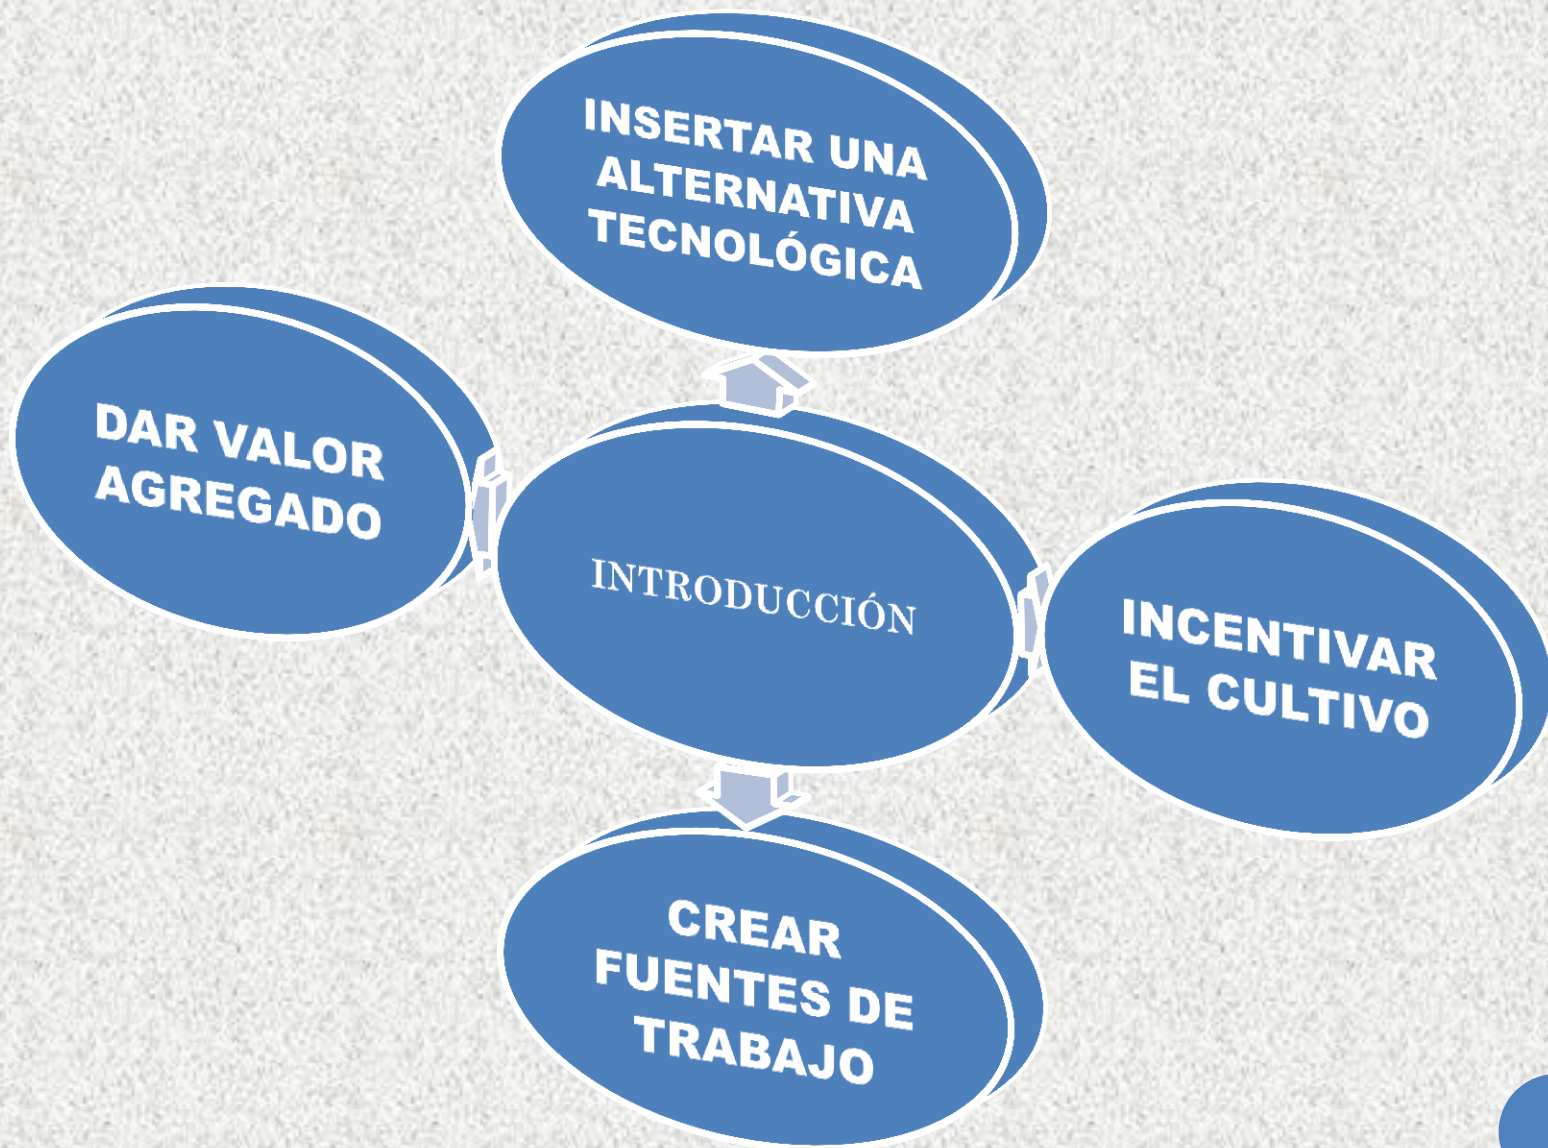 INSERTAR UNA
ALTERNATIVA
TECNOLÓGICA
DAR VALOR
AGREGADO
INTRODUCCIÓN
INCENTIVAR
EL CULTIVO
CREAR
FUENTES DE
TRABAJO